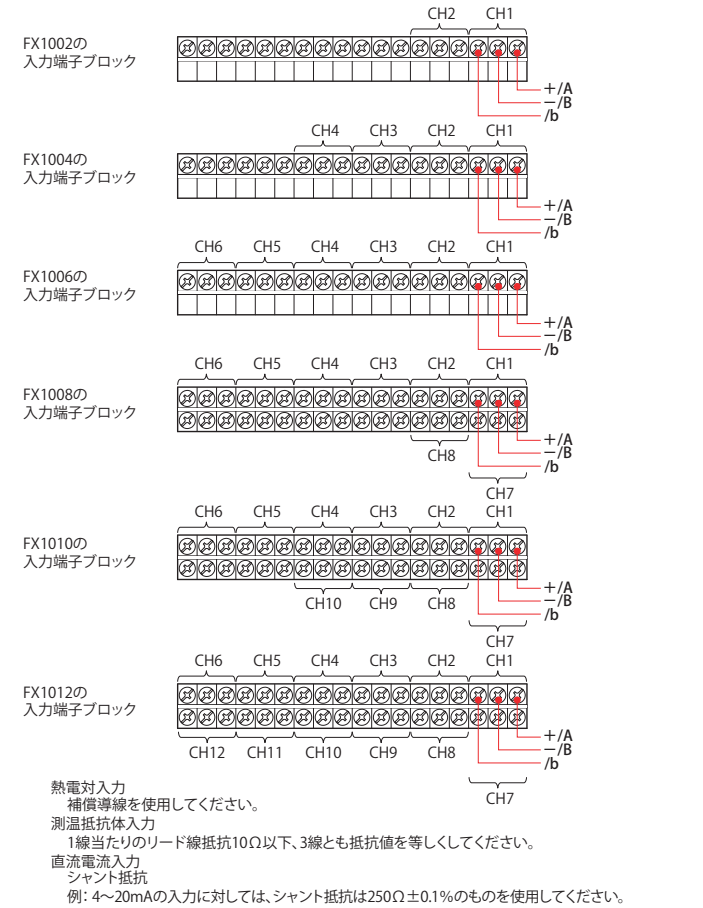 CH2 CH1
FX1002の
入力端子ブロック
+/A
−/B
/b
CH4 CH3 CH2 CH1
FX1004の
入力端子ブロック
+/A
−/B
/b
CH6 CH5 CH4 CH3 CH2 CH1
FX1006の
入力端子ブロック
+/A
−/B
/b
CH6 CH5 CH4 CH3 CH2 CH1
FX1008の
入力端子ブロック
+/A
−/B
/b
CH8
CH7
CH6 CH5 CH4 CH3 CH2 CH1
FX1010の
入力端子ブロック
+/A
−/B
/b
CH10 CH9 CH8
CH7
CH6 CH5 CH4 CH3 CH2 CH1
FX1012の
入力端子ブロック
+/A
−/B
/b
CH12 CH11 CH10 CH9 CH8
CH7
熱電対入力
補償導線を使用してください。
測温抵抗体入力
1線当たりのリード線抵抗10Ω以下、3線とも抵抗値を等しくしてください。
直流電流入力
シャント抵抗
例: 4〜20mAの入力に対しては、シャント抵抗は250Ω±0.1%のものを使用してください。